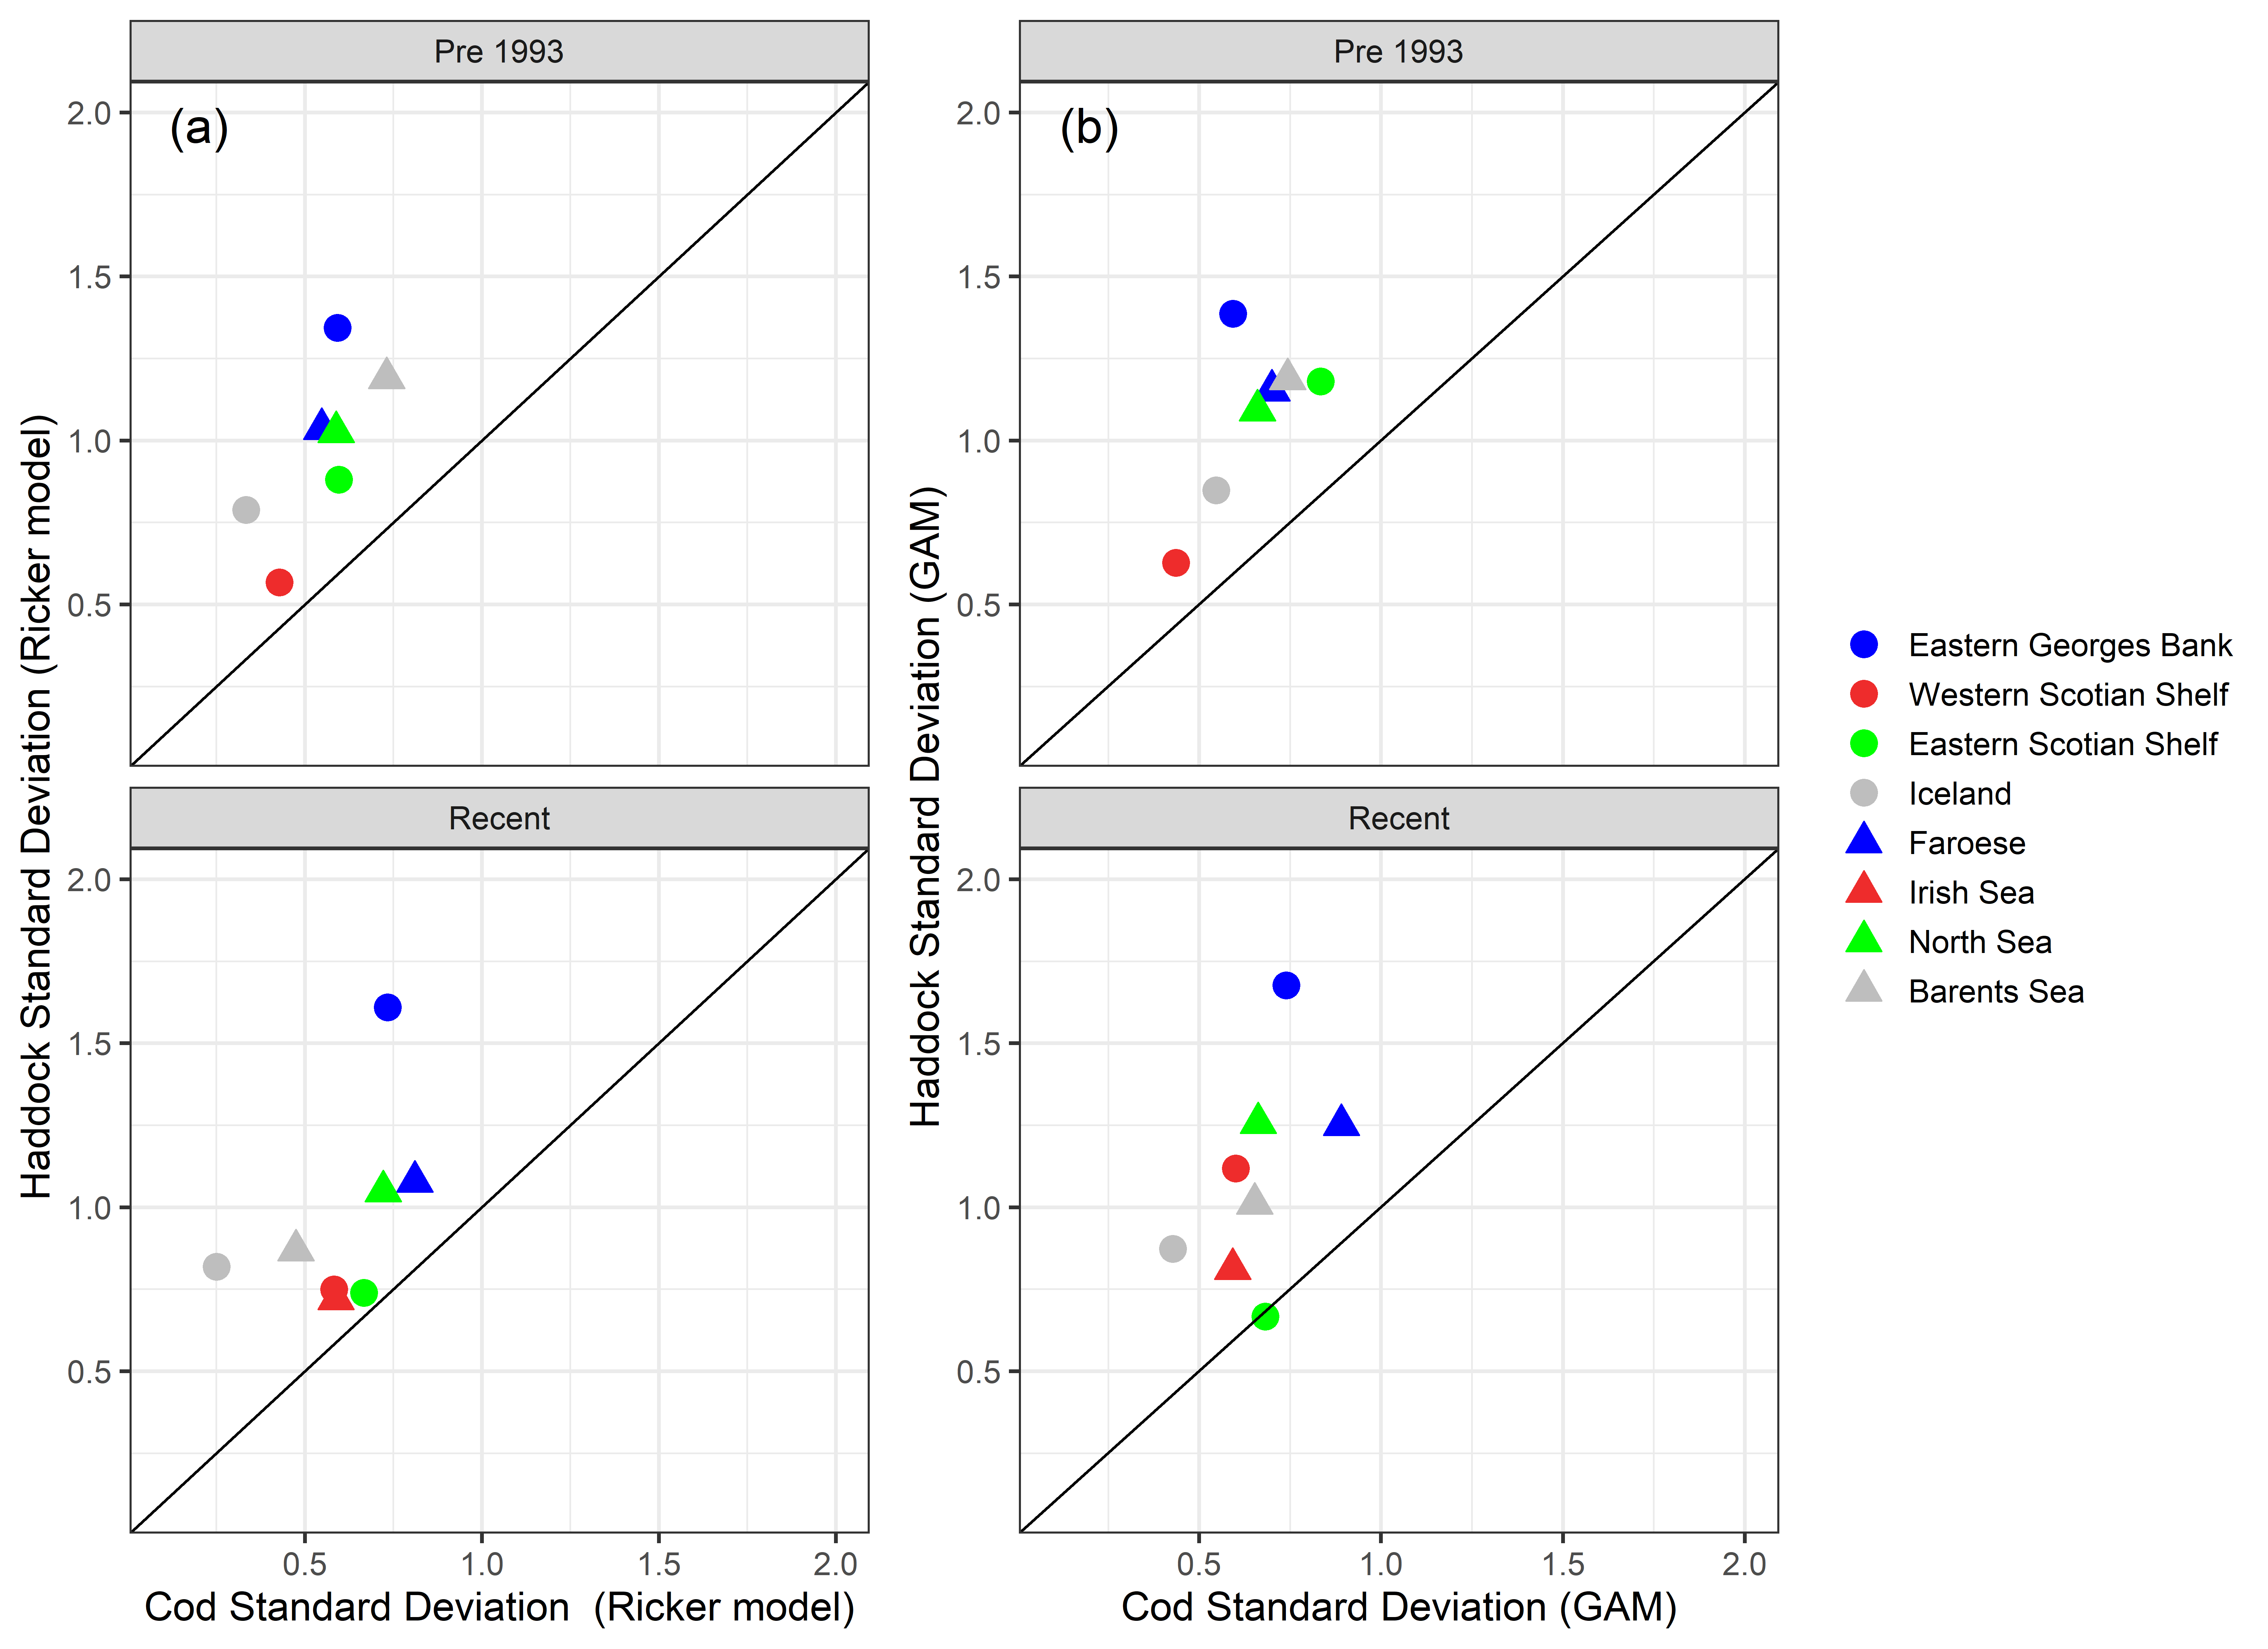 Pre 1993
(a)
2.0
1.5
1.0
0.5
Recent
2.0
1.5
1.0
0.5
0.5
1.0
1.5
2.0
Haddock Standard Deviation (Ricker model)
Cod Standard Deviation  (Ricker model)
Pre 1993
(b)
2.0
1.5
1.0
0.5
Recent
2.0
1.5
1.0
0.5
0.5
1.0
1.5
2.0
Haddock Standard Deviation (GAM)
Cod Standard Deviation (GAM)
Eastern Georges Bank
Western Scotian Shelf
Eastern Scotian Shelf
Iceland
Faroese
Irish Sea
North Sea
Barents Sea